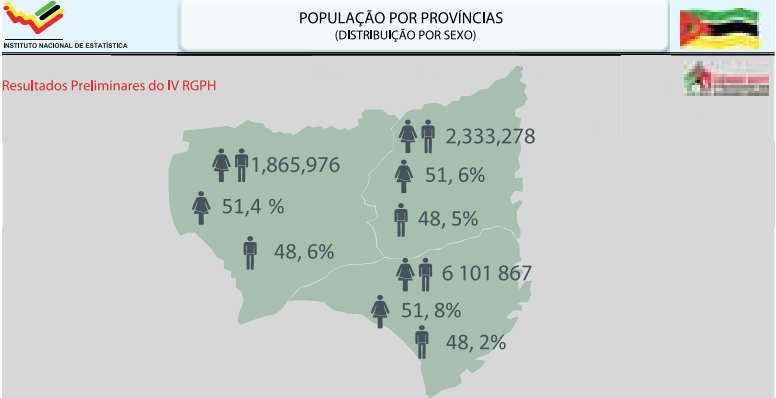 INSTITUTO NACIONAL DE ESTATÍSTICA
POPULAÇÃO POR PROVÍNCIAS
(DISTRIBUIÇÃO POR SEXO)
Resultados Preliminares do IV RGPH
1,865,976
51,4 %
48, 6%
2,333,278
51, 6%
48, 5%
6 101 867
51, 8%
48, 2%